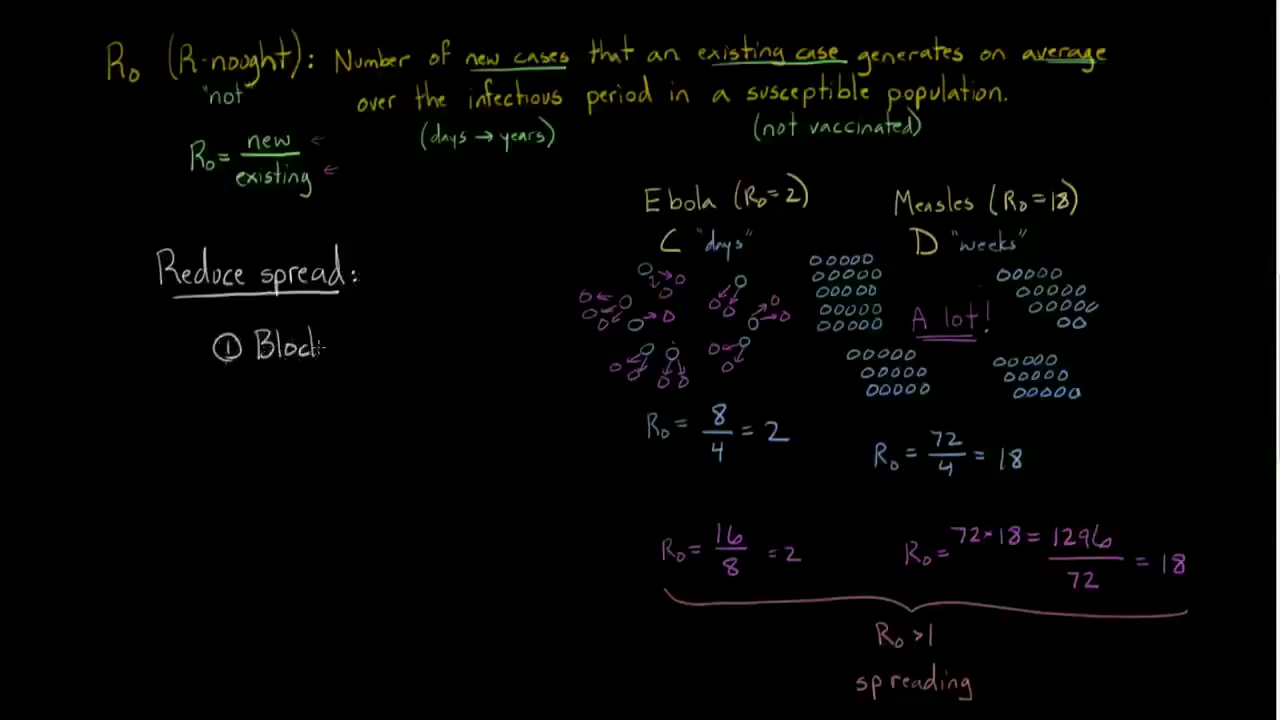 R₀ (R-nought): Number of new cases that an existing case generates on average
"not" over the infectious period in a susceptible population.
(days → years) (not vaccinated)
R₀ = new / existing
Ebola (R₀=2) Measles (R₀=18)
C "days" D "weeks"
Reduce spread:
A lot!
① Block
R₀ = 8/4 = 2
R₀ = 72/4 = 18
R₀ = 16/8 = 2
R₀ = 72×18 = 1296/72 = 18
R₀ >1
spreading